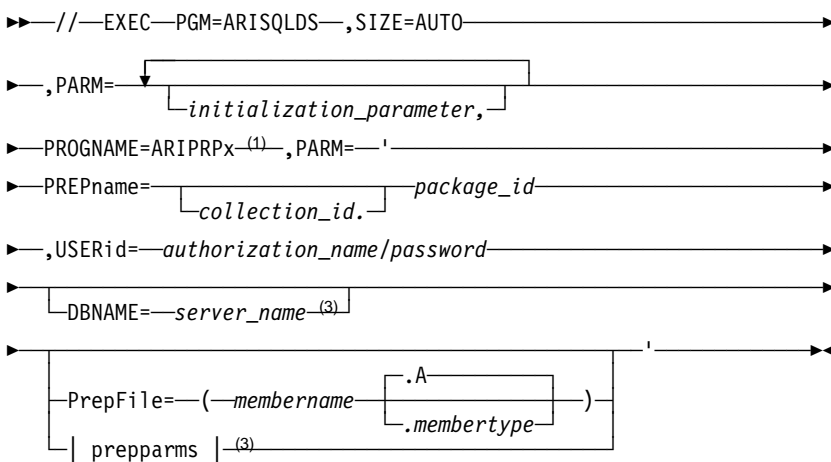 // EXEC PGM=ARISQLDS ,SIZE=AUTO
,PARM=
initialization_parameter,
PROGNAME=ARIPRPx (1) ,PARM= '
PREPname= package_id
collection_id.
,USERid= authorization_name/password
DBNAME= server_name (3)
'
.A
PrepFile= ( membername )
.membertype
prepparms (3)